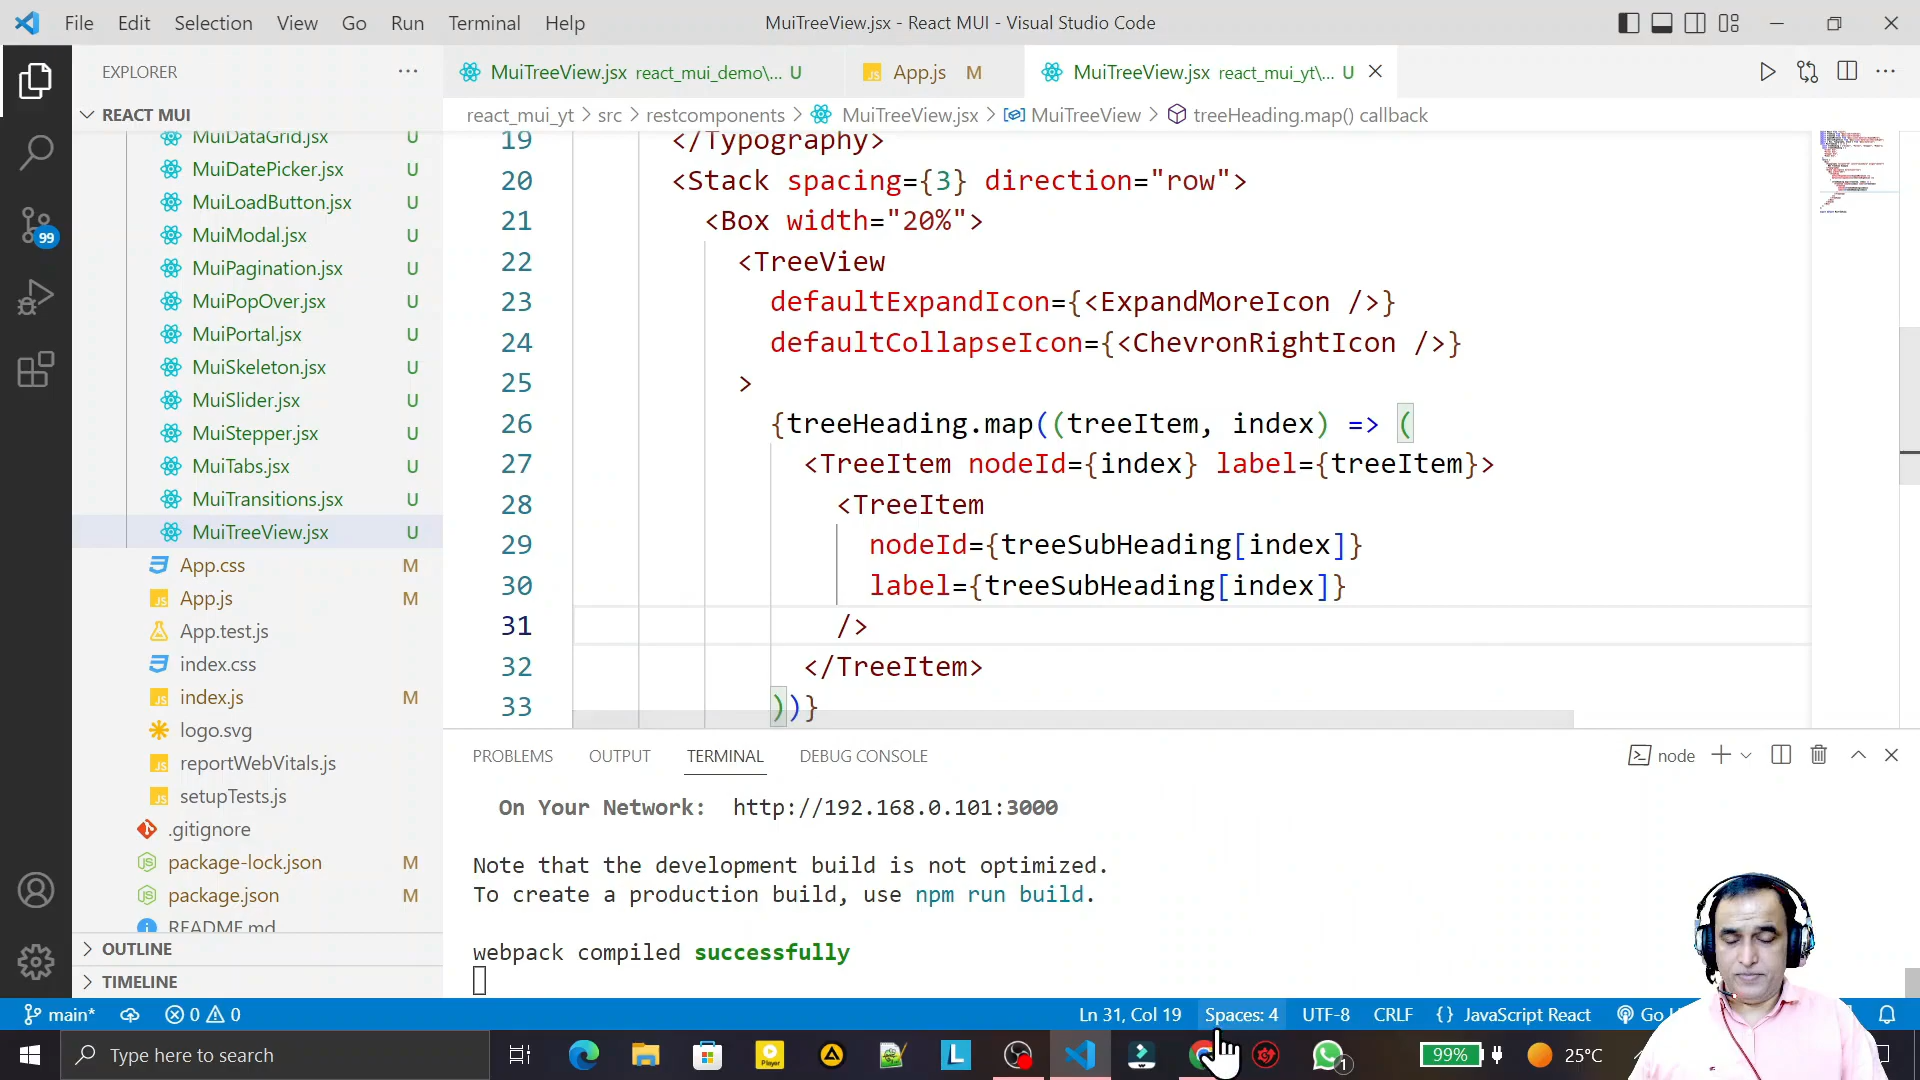 File Edit Selection View Go Run Terminal Help
MuiTreeView.jsx - React MUI - Visual Studio Code
EXPLORER
REACT MUI
MuiDataGrid.jsx U
MuiDatePicker.jsx U
MuiLoadButton.jsx U
MuiModal.jsx U
MuiPagination.jsx U
MuiPopOver.jsx U
MuiPortal.jsx U
MuiSkeleton.jsx U
MuiSlider.jsx U
MuiStepper.jsx U
MuiTabs.jsx U
MuiTransitions.jsx U
MuiTreeView.jsx U
App.css M
App.js M
App.test.js
index.css
index.js M
logo.svg
reportWebVitals.js
setupTests.js
.gitignore
package-lock.json M
package.json M
README.md
OUTLINE
TIMELINE
99
MuiTreeView.jsx react_mui_demo\... U
App.js M
MuiTreeView.jsx react_mui_yt\... U
react_mui_yt > src > restcomponents > MuiTreeView.jsx > MuiTreeView > treeHeading.map() callback
19 </Typography>
20 <Stack spacing={3} direction="row">
21 <Box width="20%">
22 <TreeView
23 defaultExpandIcon={<ExpandMoreIcon />}
24 defaultCollapseIcon={<ChevronRightIcon />}
25 >
26 {treeHeading.map((treeItem, index) => (
27 <TreeItem nodeId={index} label={treeItem}>
28 <TreeItem
29 nodeId={treeSubHeading[index]}
30 label={treeSubHeading[index]}
31 />
32 </TreeItem>
33 ))}
PROBLEMS OUTPUT TERMINAL DEBUG CONSOLE
node
On Your Network: http://192.168.0.101:3000
Note that the development build is not optimized.
To create a production build, use npm run build.
webpack compiled successfully
main* 0 0
Ln 31, Col 19 Spaces: 4 UTF-8 CRLF {} JavaScript React Go
Type here to search
99% 25°C